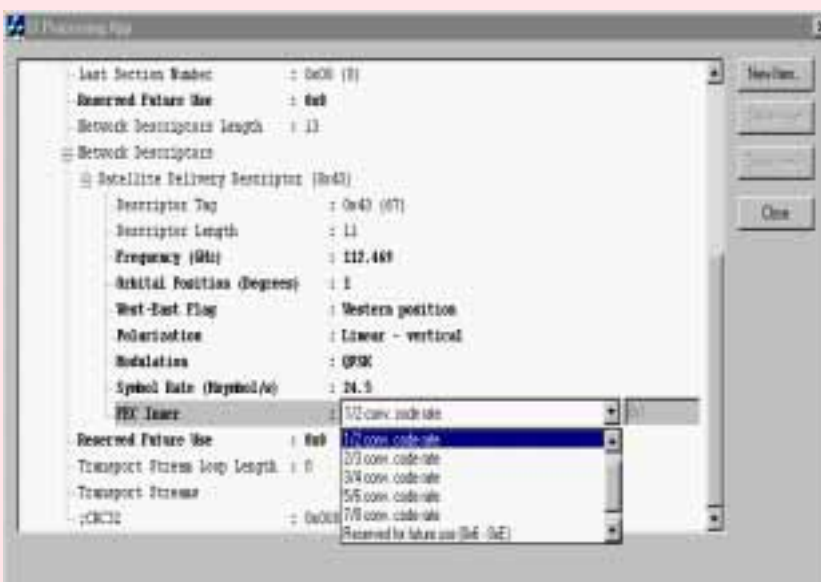 SI Processing App
Last Section Number : 0x00 (0)
Reserved Future Use : 0x0
Network Descriptors Length : 13
Network Descriptors
Satellite Delivery Descriptor (0x43)
Descriptor Tag : 0x43 (67)
Descriptor Length : 11
Frequency (GHz) : 112.469
Orbital Position (Degrees) : 1
West-East Flag : Western position
Polarization : Linear - vertical
Modulation : QPSK
Symbol Rate (Msymbol/s) : 24.5
FEC Inner : 1/2 conv. code rate
1/2 conv. code rate
2/3 conv. code rate
3/4 conv. code rate
5/6 conv. code rate
7/8 conv. code rate
Reserved for future use (0x6 - 0xE)
Reserved Future Use : 0x0
Transport Stream Loop Length : 0
Transport Streams
:CRC32
New Item..
Close